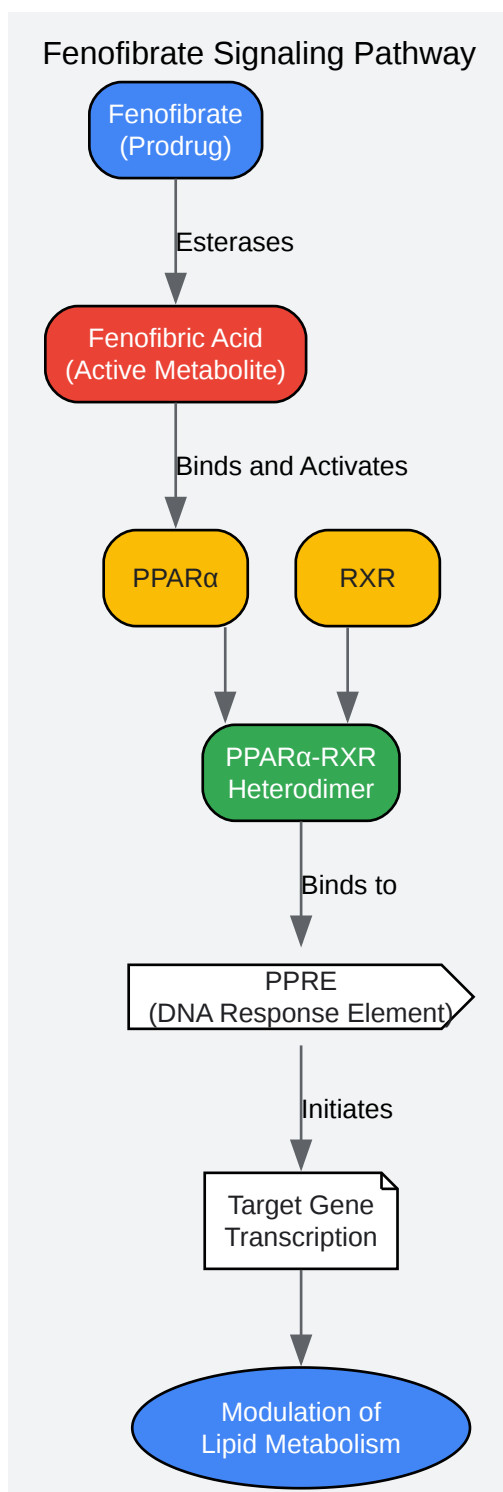 Fenofibrate Signaling Pathway
Fenofibrate
(Prodrug)
Esterases
Fenofibric Acid
(Active Metabolite)
Binds and Activates
PPARα
RXR
PPARα-RXR
Heterodimer
Binds to
PPRE
(DNA Response Element)
Initiates
Target Gene
Transcription
Modulation of
Lipid Metabolism